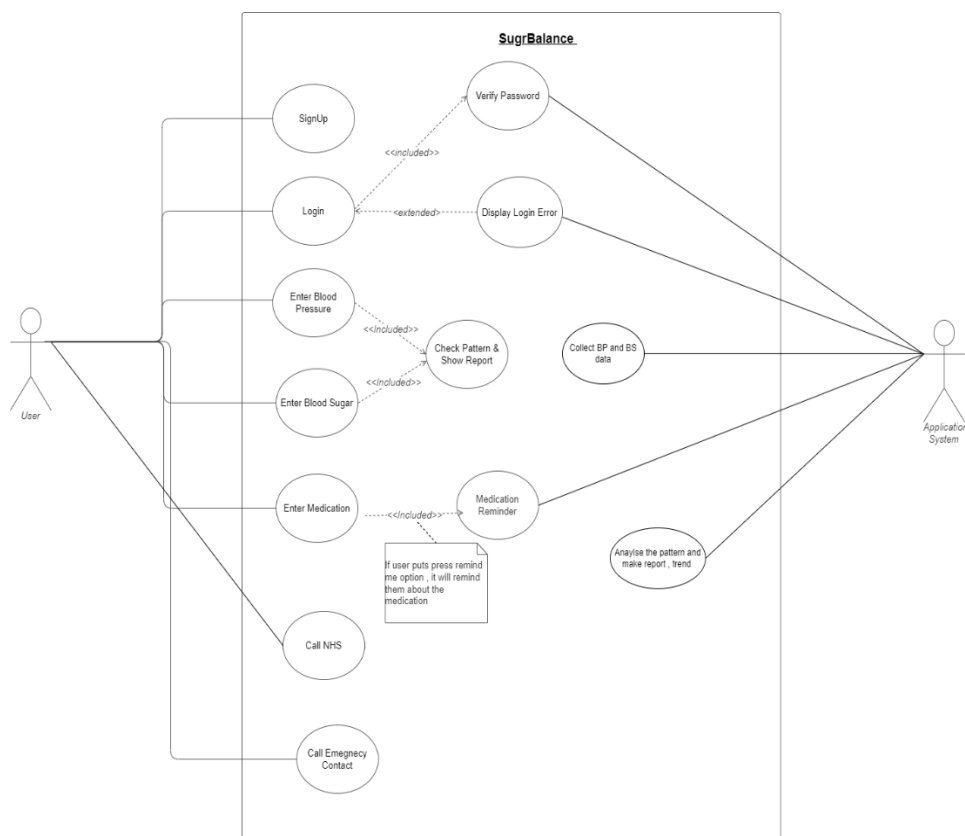 SugrBalance
Verify Password
SignUp
<<included>>
Login
<extended>
Display Login Error
Enter Blood
Pressure
<<Included>>
Check Pattern &
Show Report
Collect BP and BS
data
<<Included>>
Enter Blood Sugar
User
Application
System
Enter Medication
<<Included>>
Medication
Reminder
If user puts press remind
me option , it will remind
them about the
medication
Anaylse the pattern and
make report , trend
Call NHS
Call Emegnecy
Contact